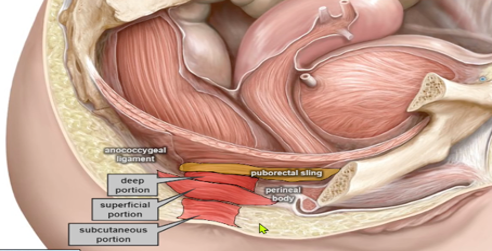 anococcygeal
ligament
puborectal sling
deep
portion
perineal
body
superficial
portion
subcutaneous
portion